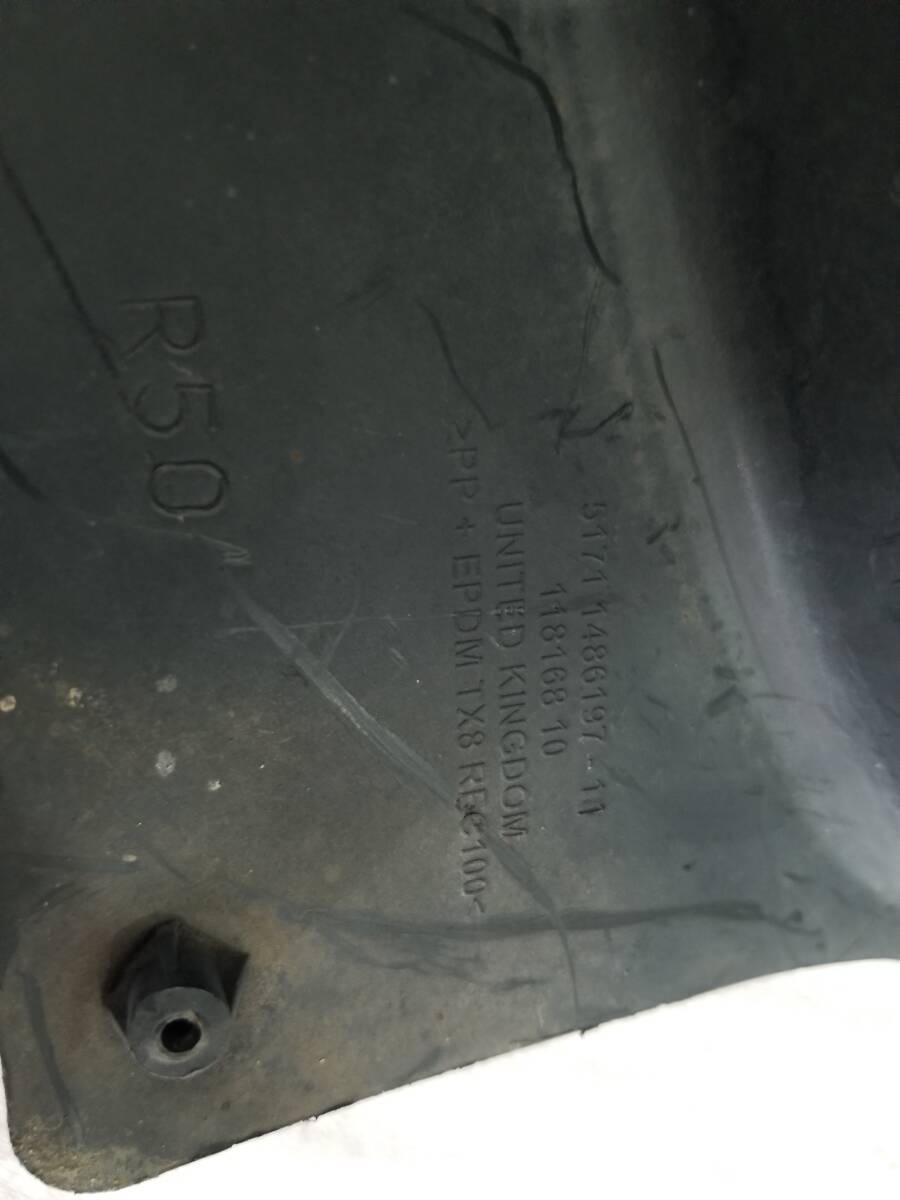 R50
5171 1486197-11
118168 10
UNITED KINGDOM
>PP + EPDM TX8 REC100<